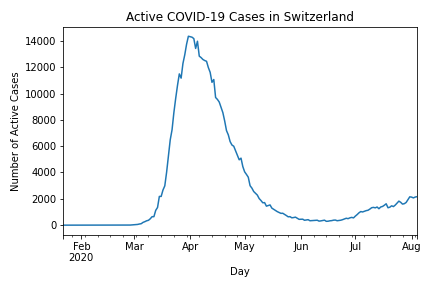 Active COVID-19 Cases in Switzerland
Number of Active Cases
14000
12000
10000
8000
6000
4000
2000
0
Feb Mar Apr May Jun Jul Aug
2020
Day